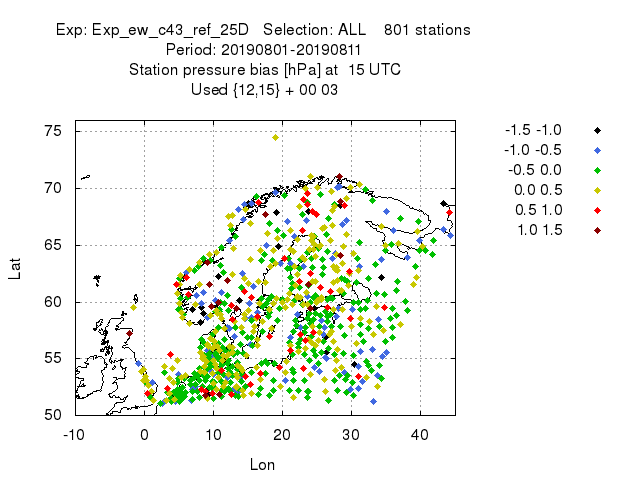 Exp: Exp_ew_c43_ref_25D Selection: ALL 801 stations
Period: 20190801-20190811
Station pressure bias [hPa] at 15 UTC
Used {12,15} + 00 03
-1.5 -1.0
-1.0 -0.5
-0.5 0.0
0.0 0.5
0.5 1.0
1.0 1.5
75
70
65
60
55
50
Lat
-10 0 10 20 30 40
Lon